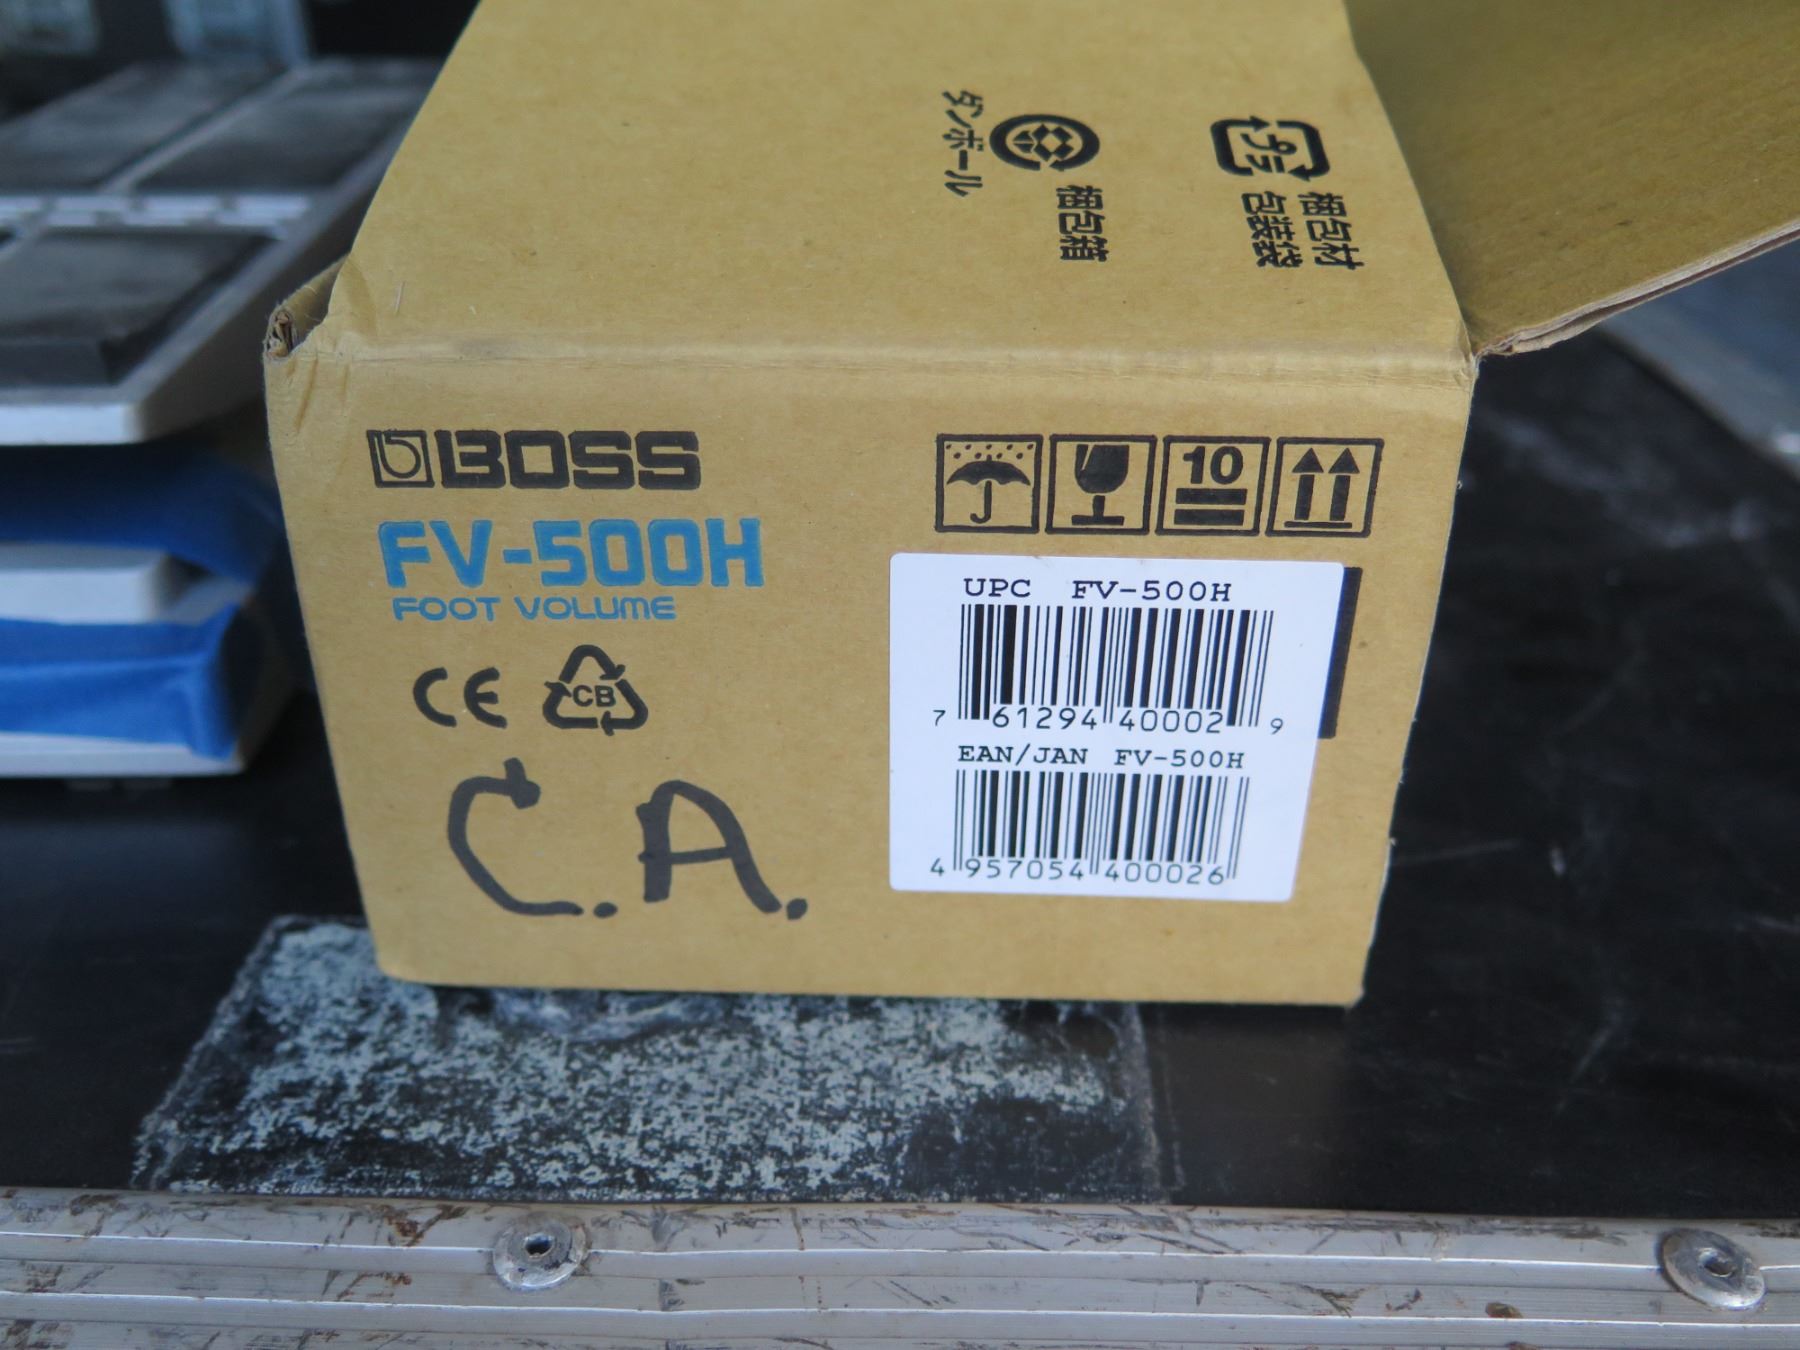 ダンボール
梱包箱
プラ
梱包材
包装袋
BOSS
FV-500H
FOOT VOLUME
CE
CB
C.A.
10
UPC FV-500H
7 61294 40002 9
EAN/JAN FV-500H
4 957054 400026